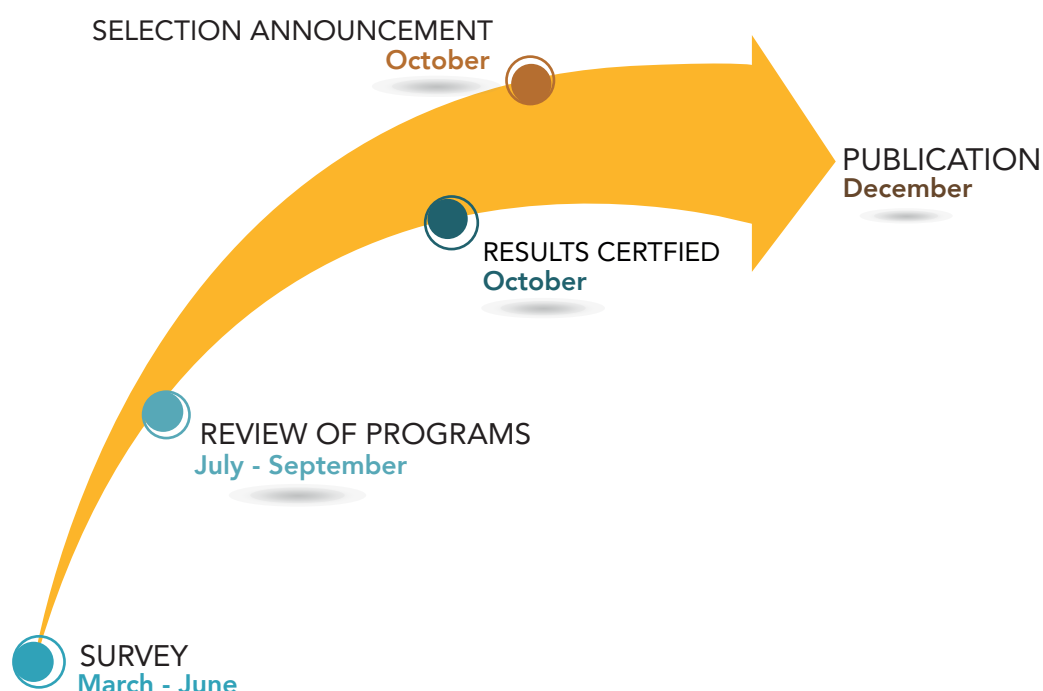 SELECTION ANNOUNCEMENT
October
PUBLICATION
December
RESULTS CERTFIED
October
REVIEW OF PROGRAMS
July - September
SURVEY
March - June